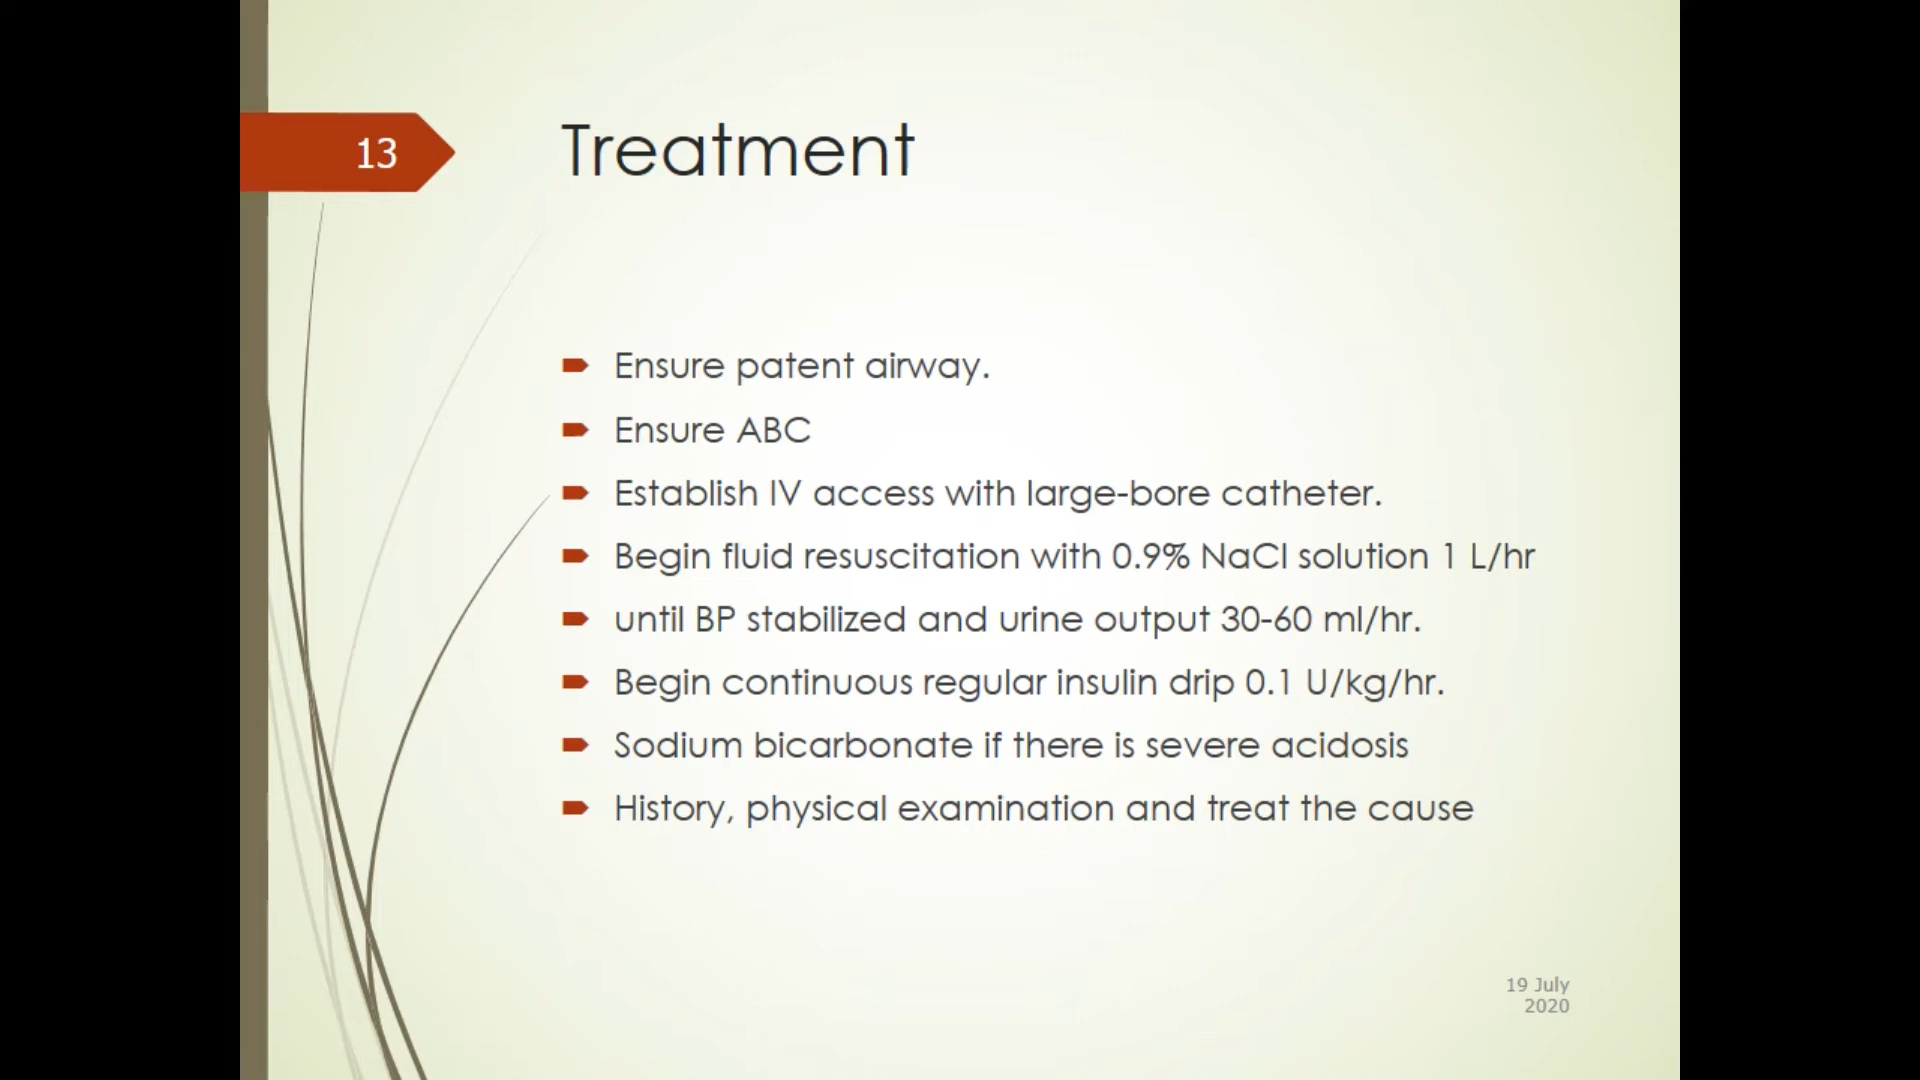 13
Treatment
Ensure patent airway.
Ensure ABC
Establish IV access with large-bore catheter.
Begin fluid resuscitation with 0.9% NaCl solution 1 L/hr
until BP stabilized and urine output 30-60 ml/hr.
Begin continuous regular insulin drip 0.1 U/kg/hr.
Sodium bicarbonate if there is severe acidosis
History, physical examination and treat the cause
19 July
2020